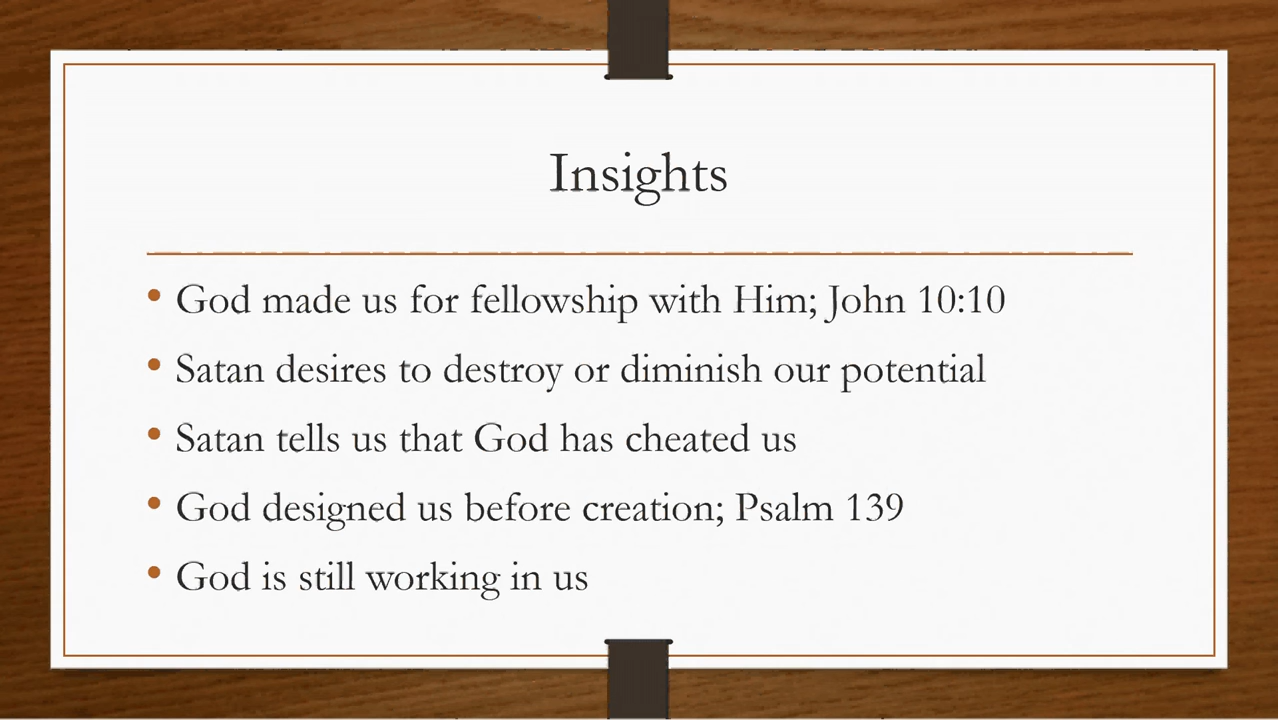 Insights
• God made us for fellowship with Him; John 10:10
• Satan desires to destroy or diminish our potential
• Satan tells us that God has cheated us
• God designed us before creation; Psalm 139
• God is still working in us